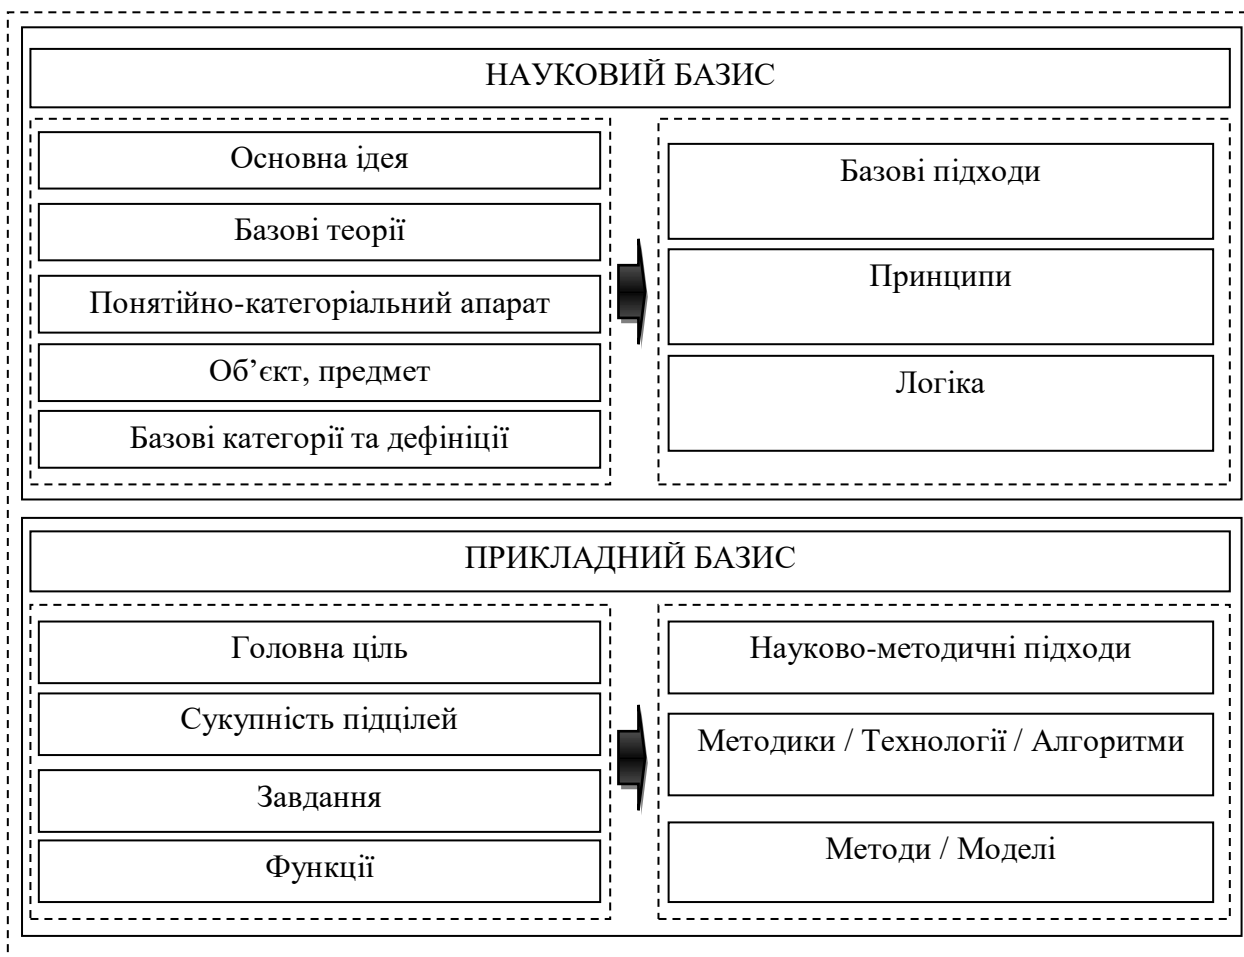 НАУКОВИЙ БАЗИС
Основна ідея
Базові теорії
Понятійно-категоріальний апарат
Об’єкт, предмет
Базові категорії та дефініції
Базові підходи
Принципи
Логіка
ПРИКЛАДНИЙ БАЗИС
Головна ціль
Сукупність підцілей
Завдання
Функції
Науково-методичні підходи
Методики / Технології / Алгоритми
Методи / Моделі